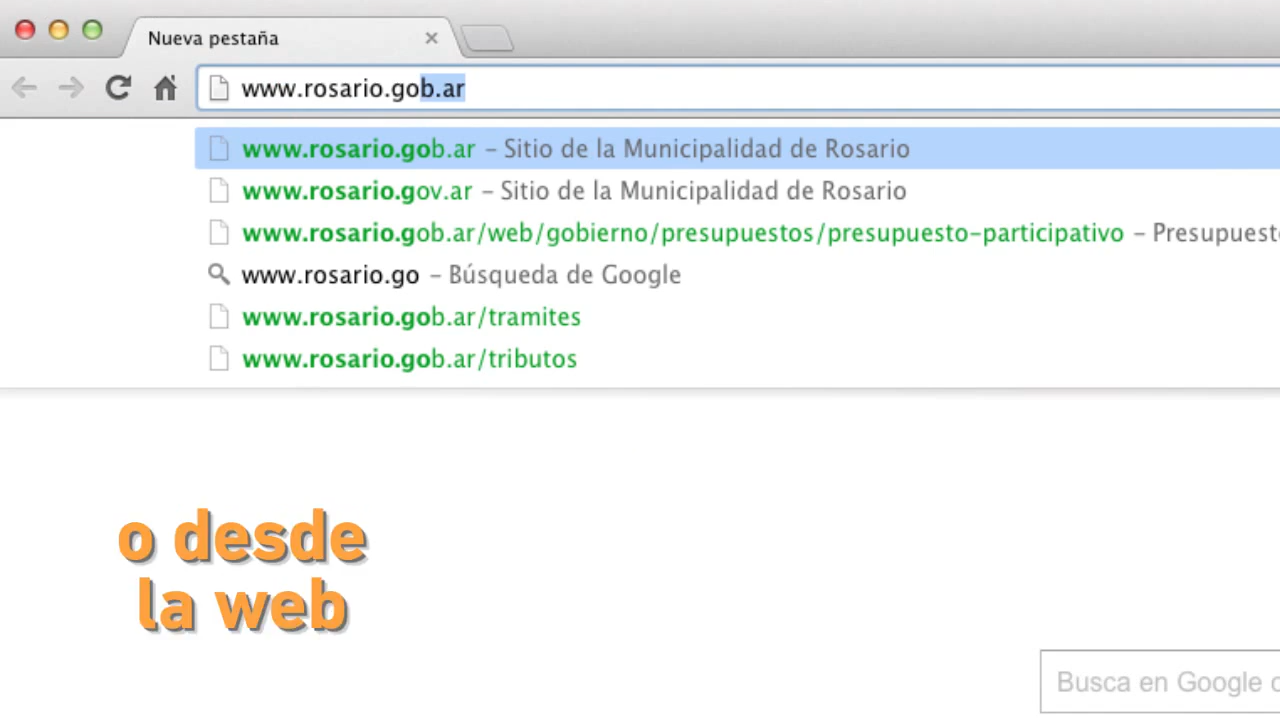 Nueva pestaña
www.rosario.gob.ar
www.rosario.gob.ar – Sitio de la Municipalidad de Rosario
www.rosario.gov.ar – Sitio de la Municipalidad de Rosario
www.rosario.gob.ar/web/gobierno/presupuestos/presupuesto-participativo – Presupuesto
www.rosario.go – Búsqueda de Google
www.rosario.gob.ar/tramites
www.rosario.gob.ar/tributos
o desde
la web
Busca en Google o